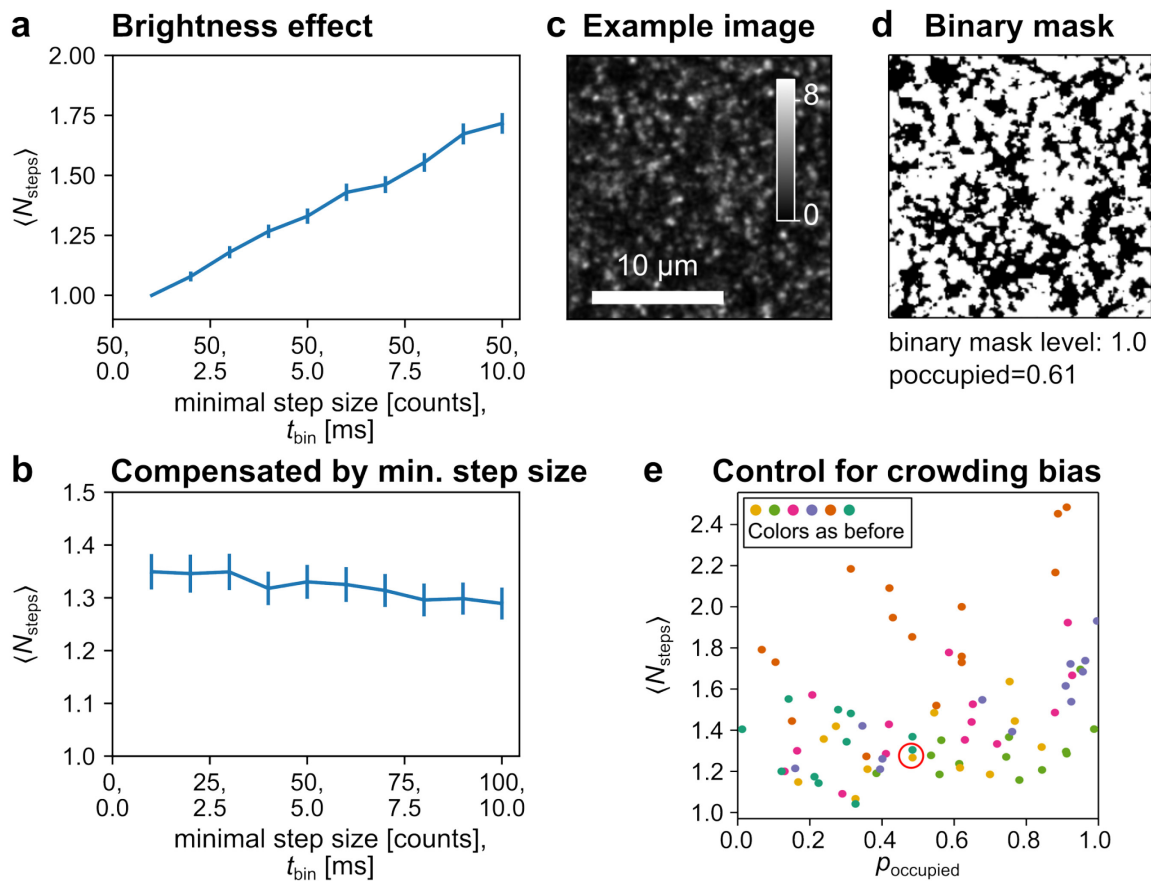 a Brightness effect
2.00
1.75
1.50
1.25
1.00
⟨Nsteps⟩
50, 50, 50, 50, 50,
0.0 2.5 5.0 7.5 10.0
minimal step size [counts],
tbin [ms]
c Example image
8
0
10 µm
d Binary mask
binary mask level: 1.0
poccupied=0.61
b Compensated by min. step size
1.5
1.4
1.3
1.2
1.1
1.0
⟨Nsteps⟩
0, 25, 50, 75, 100,
0.0 2.5 5.0 7.5 10.0
minimal step size [counts],
tbin [ms]
e Control for crowding bias
Colors as before
2.4
2.2
2.0
1.8
1.6
1.4
1.2
1.0
⟨Nsteps⟩
0.0 0.2 0.4 0.6 0.8 1.0
poccupied